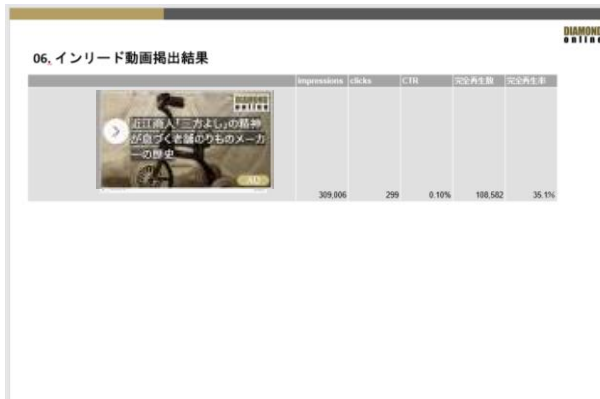 DIAMOND
online
06. インリード動画掲出結果
impressions clicks CTR 完全再生数 完全再生率
DIAMOND
online
近江商人「三方よし」の精神
が息づく老舗のりものメーカ
ーの歴史
AD
309,006 299 0.10% 108,582 35.1%